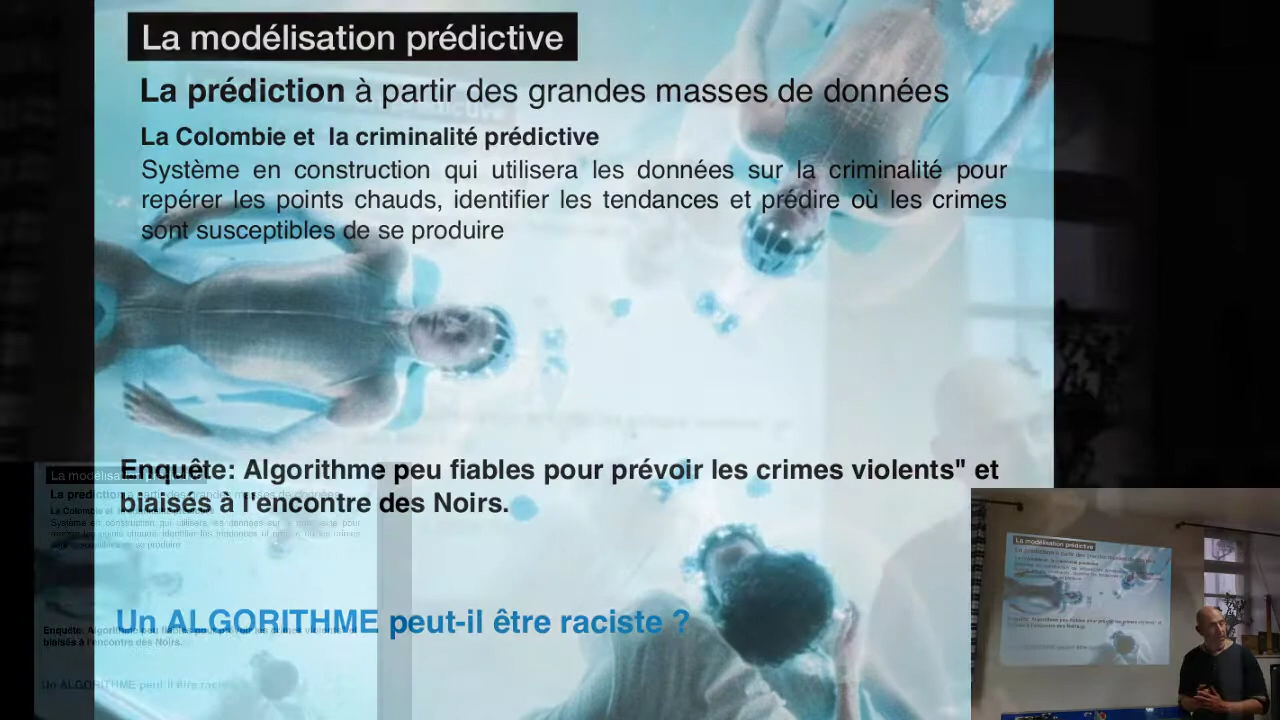 La modélisation prédictive
La prédiction à partir des grandes masses de données
La Colombie et la criminalité prédictive
Système en construction qui utilisera les données sur la criminalité pour
repérer les points chauds, identifier les tendances et prédire où les crimes
sont susceptibles de se produire
Enquête: Algorithme peu fiables pour prévoir les crimes violents" et
biaisés à l'encontre des Noirs.
Un ALGORITHME peut-il être raciste ?